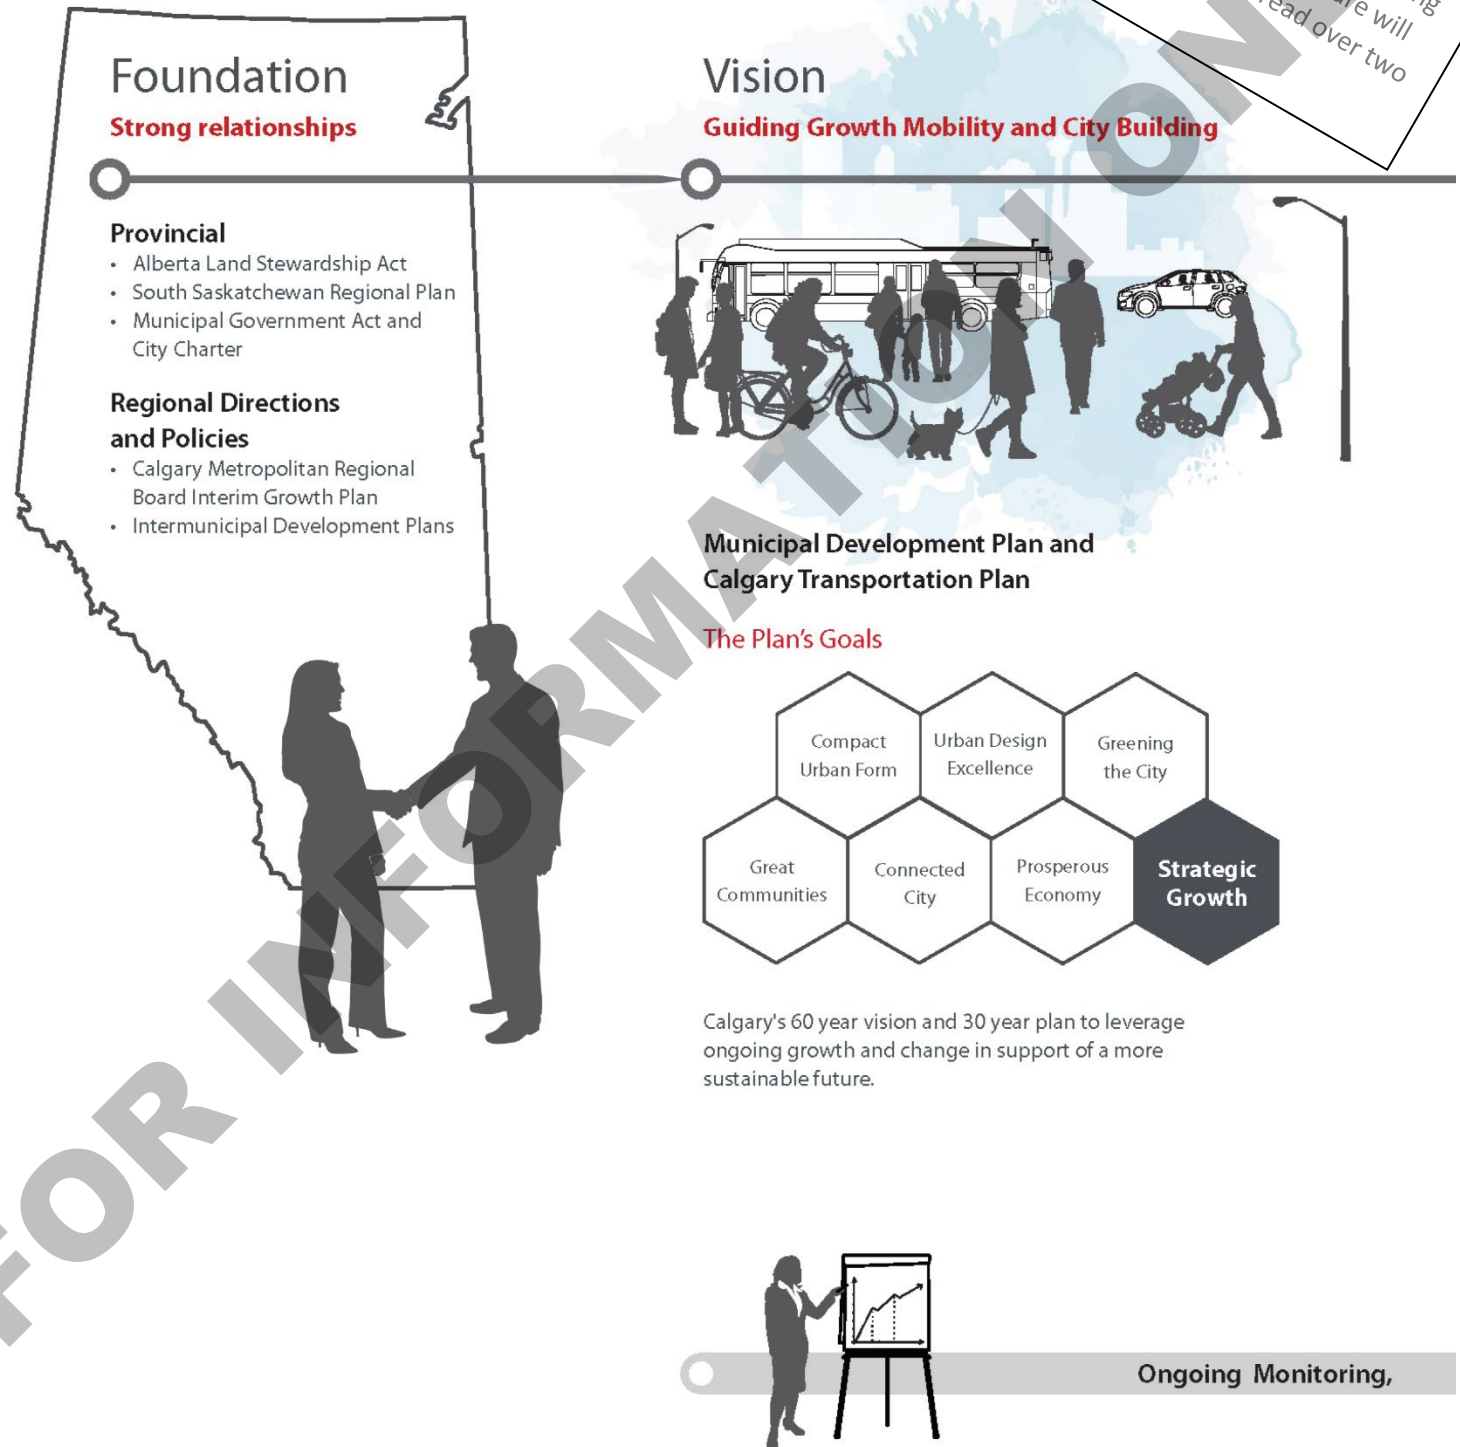 Foundation
Strong relationships
Provincial
• Alberta Land Stewardship Act
• South Saskatchewan Regional Plan
• Municipal Government Act and
City Charter
Regional Directions
and Policies
• Calgary Metropolitan Regional
Board Interim Growth Plan
• Intermunicipal Development Plans
Vision
Guiding Growth Mobility and City Building
will
over two
Municipal Development Plan and
Calgary Transportation Plan
The Plan's Goals
Compact
Urban Form
Urban Design
Excellence
Greening
the City
Great
Communities
Connected
City
Prosperous
Economy
Strategic
Growth
Calgary's 60 year vision and 30 year plan to leverage
ongoing growth and change in support of a more
sustainable future.
Ongoing Monitoring,
FOR INFORMATION